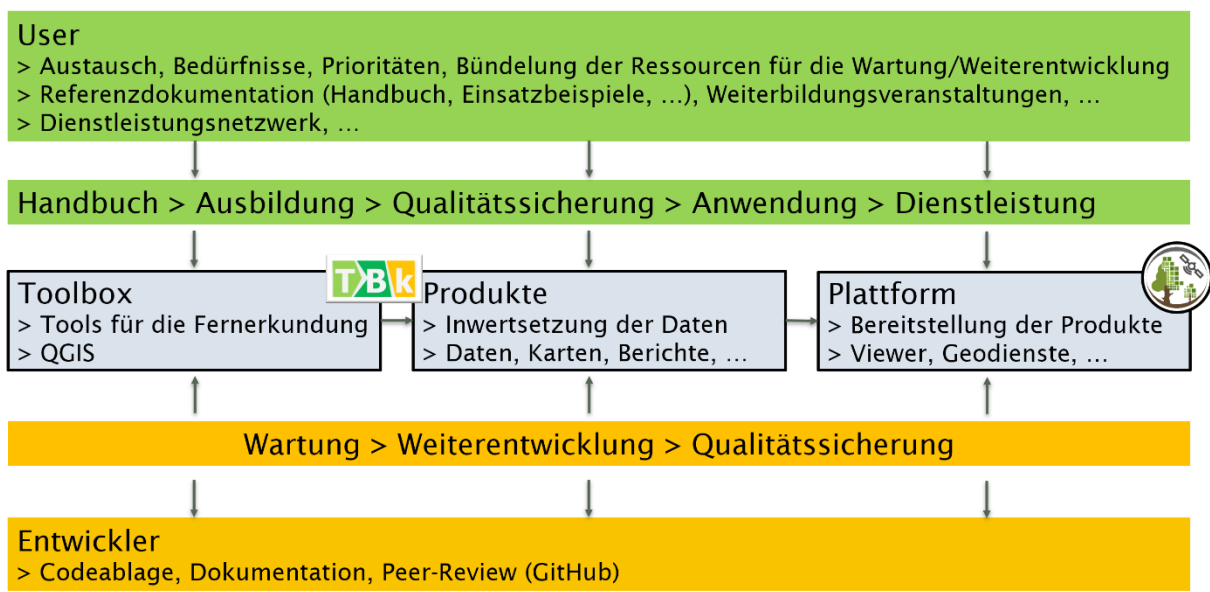 User
> Austausch, Bedürfnisse, Prioritäten, Bündelung der Ressourcen für die Wartung/Weiterentwicklung
> Referenzdokumentation (Handbuch, Einsatzbeispiele, …), Weiterbildungsveranstaltungen, …
> Dienstleistungsnetzwerk, …
Handbuch > Ausbildung > Qualitätssicherung > Anwendung > Dienstleistung
TBk
Toolbox
> Tools für die Fernerkundung
> QGIS
Produkte
> Inwertsetzung der Daten
> Daten, Karten, Berichte, …
Plattform
> Bereitstellung der Produkte
> Viewer, Geodienste, …
Wartung > Weiterentwicklung > Qualitätssicherung
Entwickler
> Codeablage, Dokumentation, Peer-Review (GitHub)